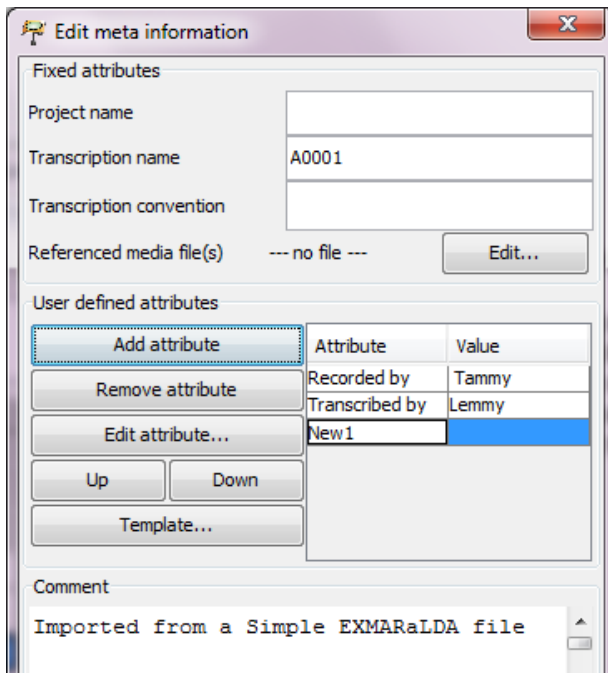 Edit meta information
Fixed attributes
Project name
Transcription name A0001
Transcription convention
Referenced media file(s) --- no file --- Edit...
User defined attributes
Add attribute
Remove attribute
Edit attribute...
Up Down
Template...
Attribute Value
Recorded by Tammy
Transcribed by Lemmy
New1
Comment
Imported from a Simple EXMARaLDA file